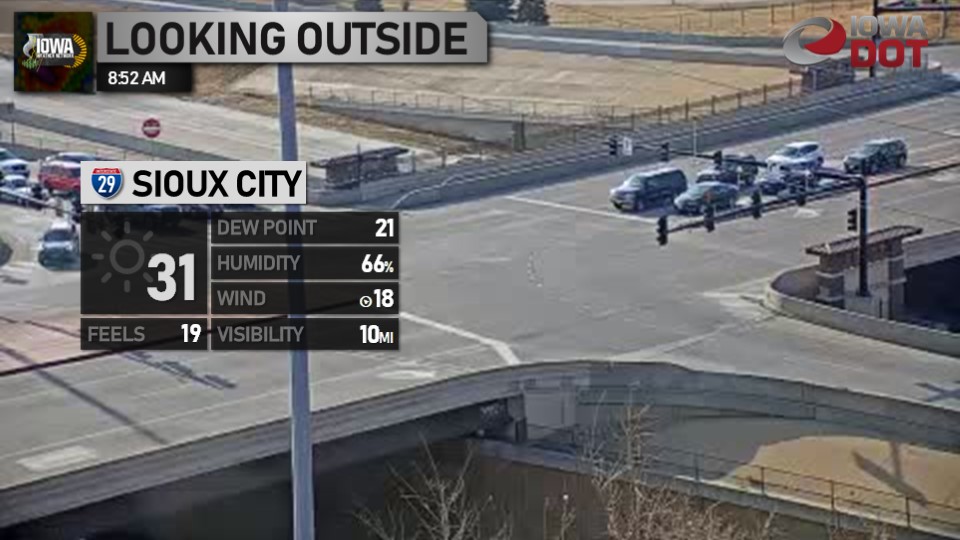 IOWA
LOOKING OUTSIDE
IOWA
DOT
8:52 AM
29
SIOUX CITY
31
DEW POINT 21
HUMIDITY 66%
WIND 18
FEELS 19
VISIBILITY 10MI